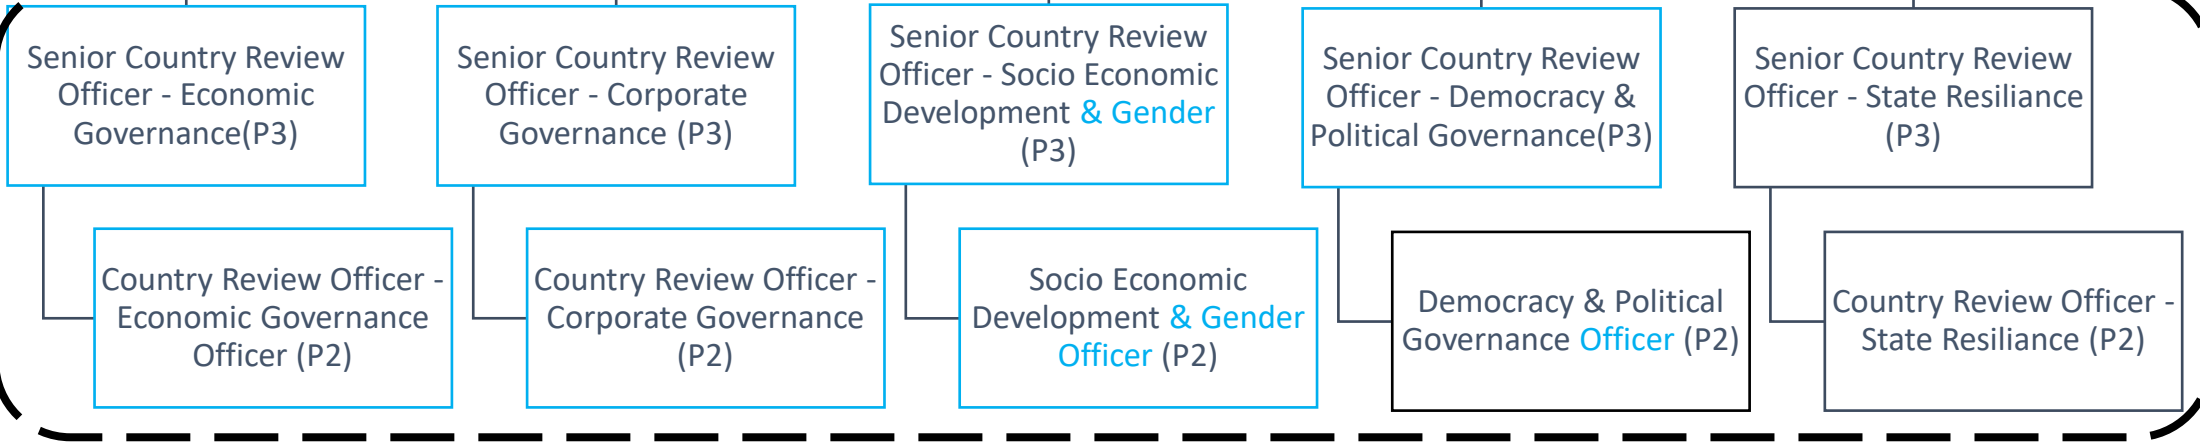 Senior Country Review
Officer - Economic
Governance(P3)
Senior Country Review
Officer - Corporate
Governance (P3)
Senior Country Review
Officer - Socio Economic
Development & Gender
(P3)
Senior Country Review
Officer - Democracy &
Political Governance(P3)
Senior Country Review
Officer - State Resiliance
(P3)
Country Review Officer -
Economic Governance
Officer (P2)
Country Review Officer -
Corporate Governance
(P2)
Socio Economic
Development & Gender
Officer (P2)
Democracy & Political
Governance Officer (P2)
Country Review Officer -
State Resiliance (P2)